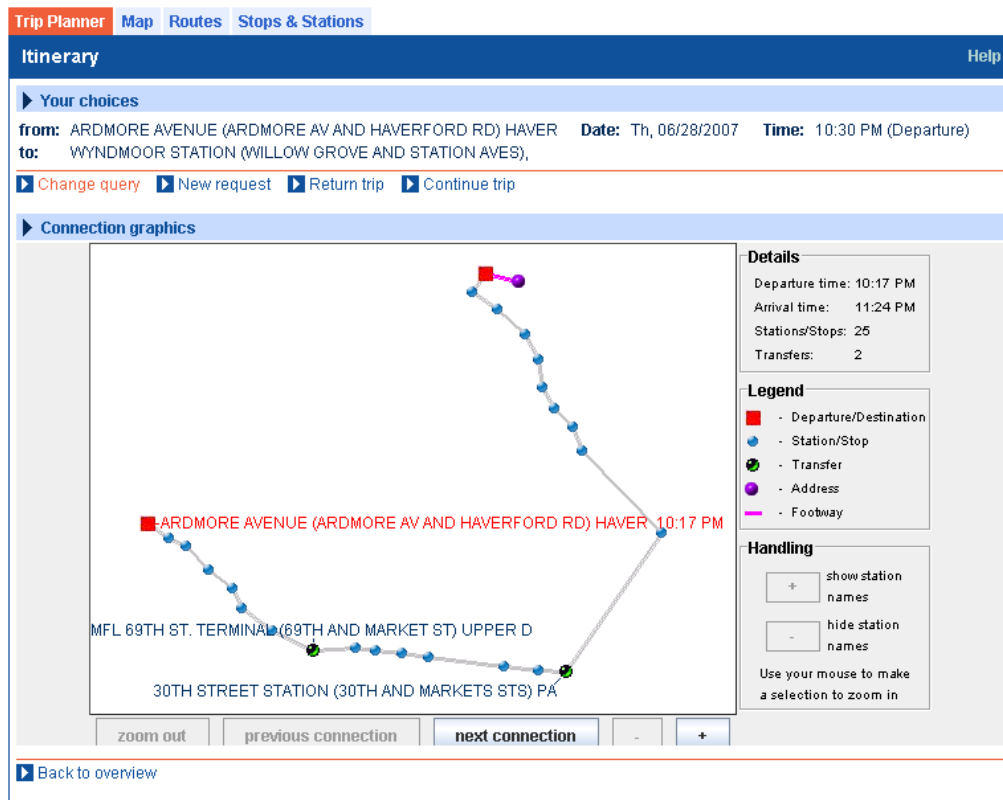 Trip Planner Map Routes Stops & Stations
Itinerary Help
Your choices
from: ARDMORE AVENUE (ARDMORE AV AND HAVERFORD RD) HAVER Date: Th, 06/28/2007 Time: 10:30 PM (Departure)
to: WYNDMOOR STATION (WILLOW GROVE AND STATION AVES),
Change query New request Return trip Continue trip
Connection graphics
ARDMORE AVENUE (ARDMORE AV AND HAVERFORD RD) HAVER 10:17 PM
MFL 69TH ST. TERMINAL (69TH AND MARKET ST) UPPER D
30TH STREET STATION (30TH AND MARKETS STS) PA
Details
Departure time: 10:17 PM
Arrival time: 11:24 PM
Stations/Stops: 25
Transfers: 2
Legend
- Departure/Destination
- Station/Stop
- Transfer
- Address
- Footway
Handling
+ show station
names
- hide station
names
Use your mouse to make
a selection to zoom in
zoom out previous connection next connection - +
Back to overview